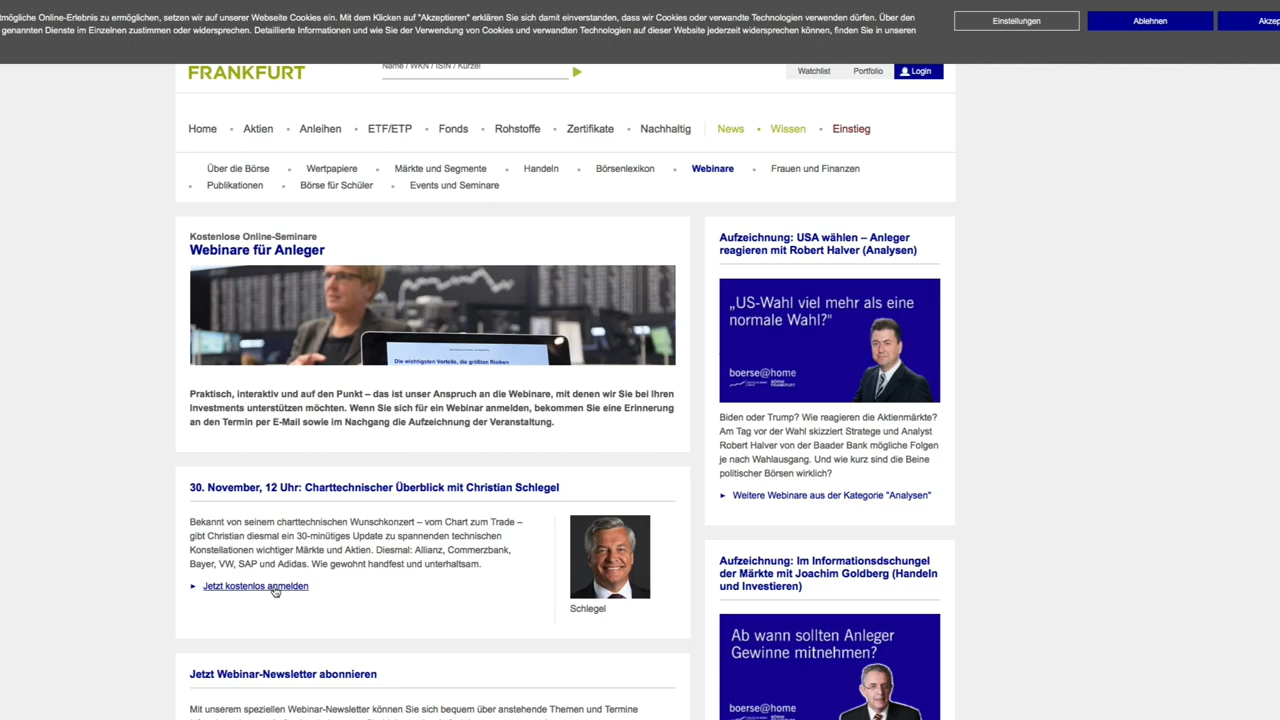 tmögliche Online-Erlebnis zu ermöglichen, setzen wir auf unserer Webseite Cookies ein. Mit dem Klicken auf "Akzeptieren" erklären Sie sich damit einverstanden, dass wir Cookies oder verwandte Technologien verwenden dürfen. Über den
genannten Dienste im Einzelnen zustimmen oder widersprechen. Detaillierte Informationen und wie Sie der Verwendung von Cookies und verwandten Technologien auf dieser Website jederzeit widersprechen können, finden Sie in unseren
Einstellungen
Ablehnen
Akzep
FRANKFURT
Name / WKN / ISIN / Kürzel
Watchlist
Portfolio
Login
Home Aktien Anleihen ETF/ETP Fonds Rohstoffe Zertifikate Nachhaltig News Wissen Einstieg
Über die Börse Wertpapiere Märkte und Segmente Handeln Börsenlexikon Webinare Frauen und Finanzen
Publikationen Börse für Schüler Events und Seminare
Kostenlose Online-Seminare
Webinare für Anleger
Die wichtigsten Vorteile, die größten Risiken
Praktisch, interaktiv und auf den Punkt – das ist unser Anspruch an die Webinare, mit denen wir Sie bei Ihren
Investments unterstützen möchten. Wenn Sie sich für ein Webinar anmelden, bekommen Sie eine Erinnerung
an den Termin per E-Mail sowie im Nachgang die Aufzeichnung der Veranstaltung.
30. November, 12 Uhr: Charttechnischer Überblick mit Christian Schlegel
Bekannt von seinem charttechnischen Wunschkonzert – vom Chart zum Trade –
gibt Christian diesmal ein 30-minütiges Update zu spannenden technischen
Konstellationen wichtiger Märkte und Aktien. Diesmal: Allianz, Commerzbank,
Bayer, VW, SAP und Adidas. Wie gewohnt handfest und unterhaltsam.
Jetzt kostenlos anmelden
Schlegel
Jetzt Webinar-Newsletter abonnieren
Mit unserem speziellen Webinar-Newsletter können Sie sich bequem über anstehende Themen und Termine
Aufzeichnung: USA wählen – Anleger
reagieren mit Robert Halver (Analysen)
„US-Wahl viel mehr als eine
normale Wahl?"
boerse@home
Biden oder Trump? Wie reagieren die Aktienmärkte?
Am Tag vor der Wahl skizziert Stratege und Analyst
Robert Halver von der Baader Bank mögliche Folgen
je nach Wahlausgang. Und wie kurz sind die Beine
politischer Börsen wirklich?
Weitere Webinare aus der Kategorie "Analysen"
Aufzeichnung: Im Informationsdschungel
der Märkte mit Joachim Goldberg (Handeln
und Investieren)
Ab wann sollten Anleger
Gewinne mitnehmen?
boerse@home